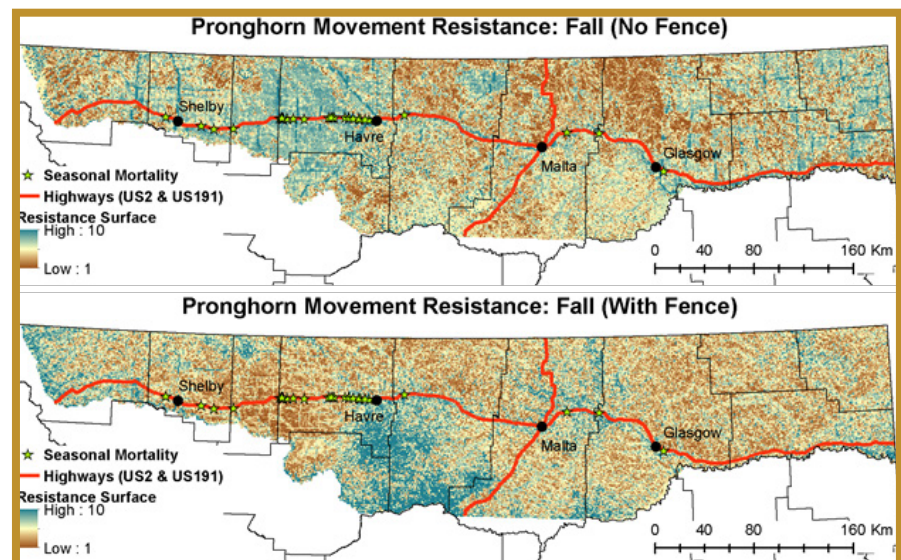 Pronghorn Movement Resistance: Fall (No Fence)
Shelby
Havre
Malta
Glasgow
Seasonal Mortality
Highways (US2 & US191)
Resistance Surface
High : 10
Low : 1
0 40 80 160 Km
Pronghorn Movement Resistance: Fall (With Fence)
Shelby
Havre
Malta
Glasgow
Seasonal Mortality
Highways (US2 & US191)
Resistance Surface
High : 10
Low : 1
0 40 80 160 Km